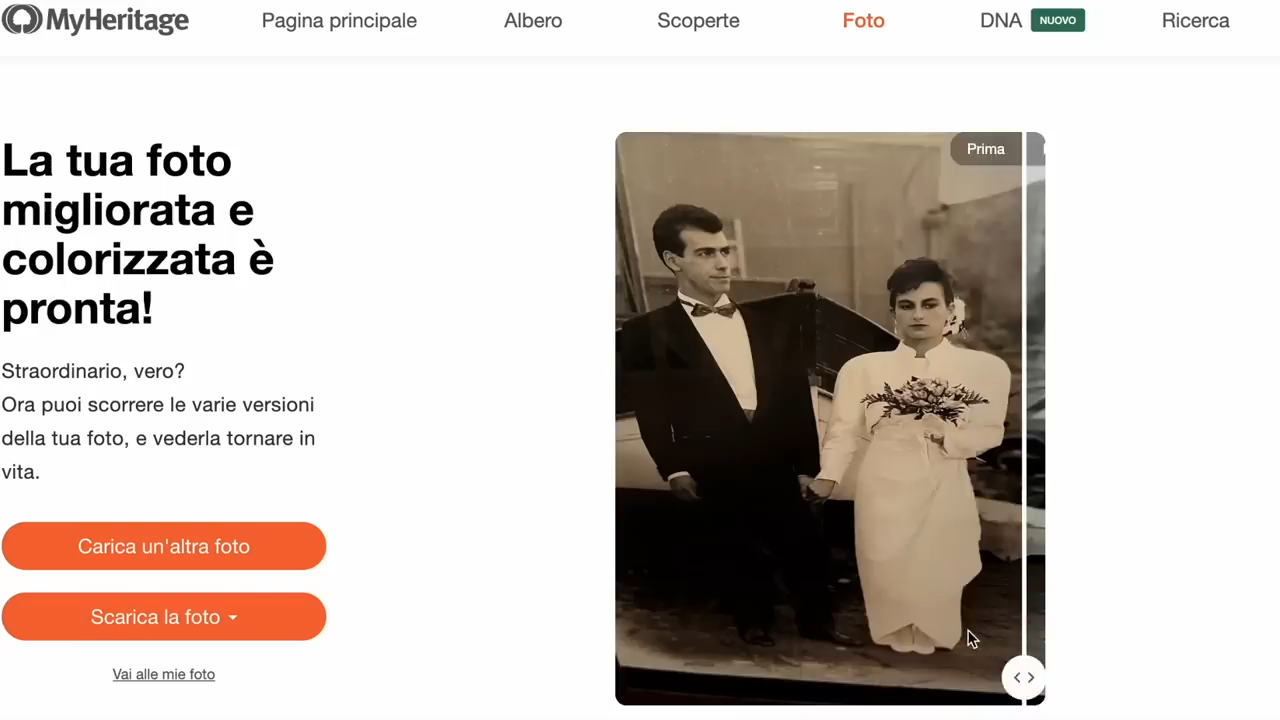 MyHeritage
Pagina principale
Albero
Scoperte
Foto
DNA NUOVO
Ricerca
La tua foto
migliorata e
colorizzata è
pronta!
Straordinario, vero?
Ora puoi scorrere le varie versioni
della tua foto, e vederla tornare in
vita.
Carica un'altra foto
Scarica la foto
Vai alle mie foto
Prima